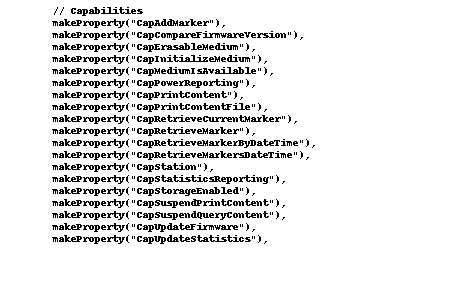 // Capabilities
makeProperty("CapAddMarker"),
makeProperty("CapCompareFirmwareVersion"),
makeProperty("CapErasableMedium"),
makeProperty("CapInitializeMedium"),
makeProperty("CapMediumIsAvailable"),
makeProperty("CapPowerReporting"),
makeProperty("CapPrintContent"),
makeProperty("CapPrintContentFile"),
makeProperty("CapRetrieveCurrentMarker"),
makeProperty("CapRetrieveMarker"),
makeProperty("CapRetrieveMarkerByDateTime"),
makeProperty("CapRetrieveMarkersDateTime"),
makeProperty("CapStation"),
makeProperty("CapStatisticsReporting"),
makeProperty("CapStorageEnabled"),
makeProperty("CapSuspendPrintContent"),
makeProperty("CapSuspendQueryContent"),
makeProperty("CapUpdateFirmware"),
makeProperty("CapUpdateStatistics"),